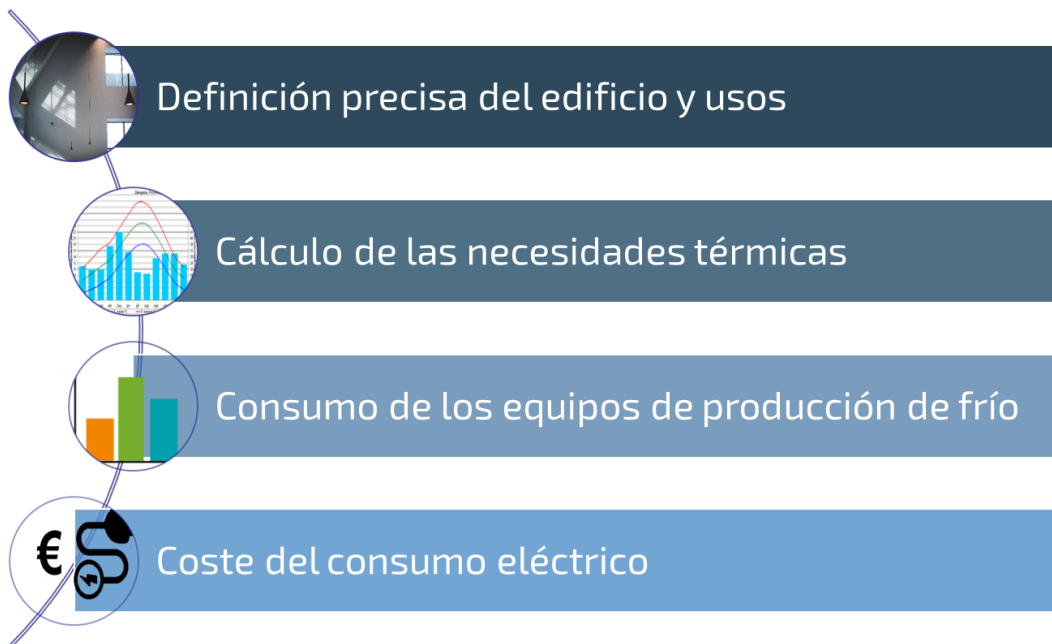 Definición precisa del edificio y usos
Cálculo de las necesidades térmicas
Consumo de los equipos de producción de frío
€
Coste del consumo eléctrico